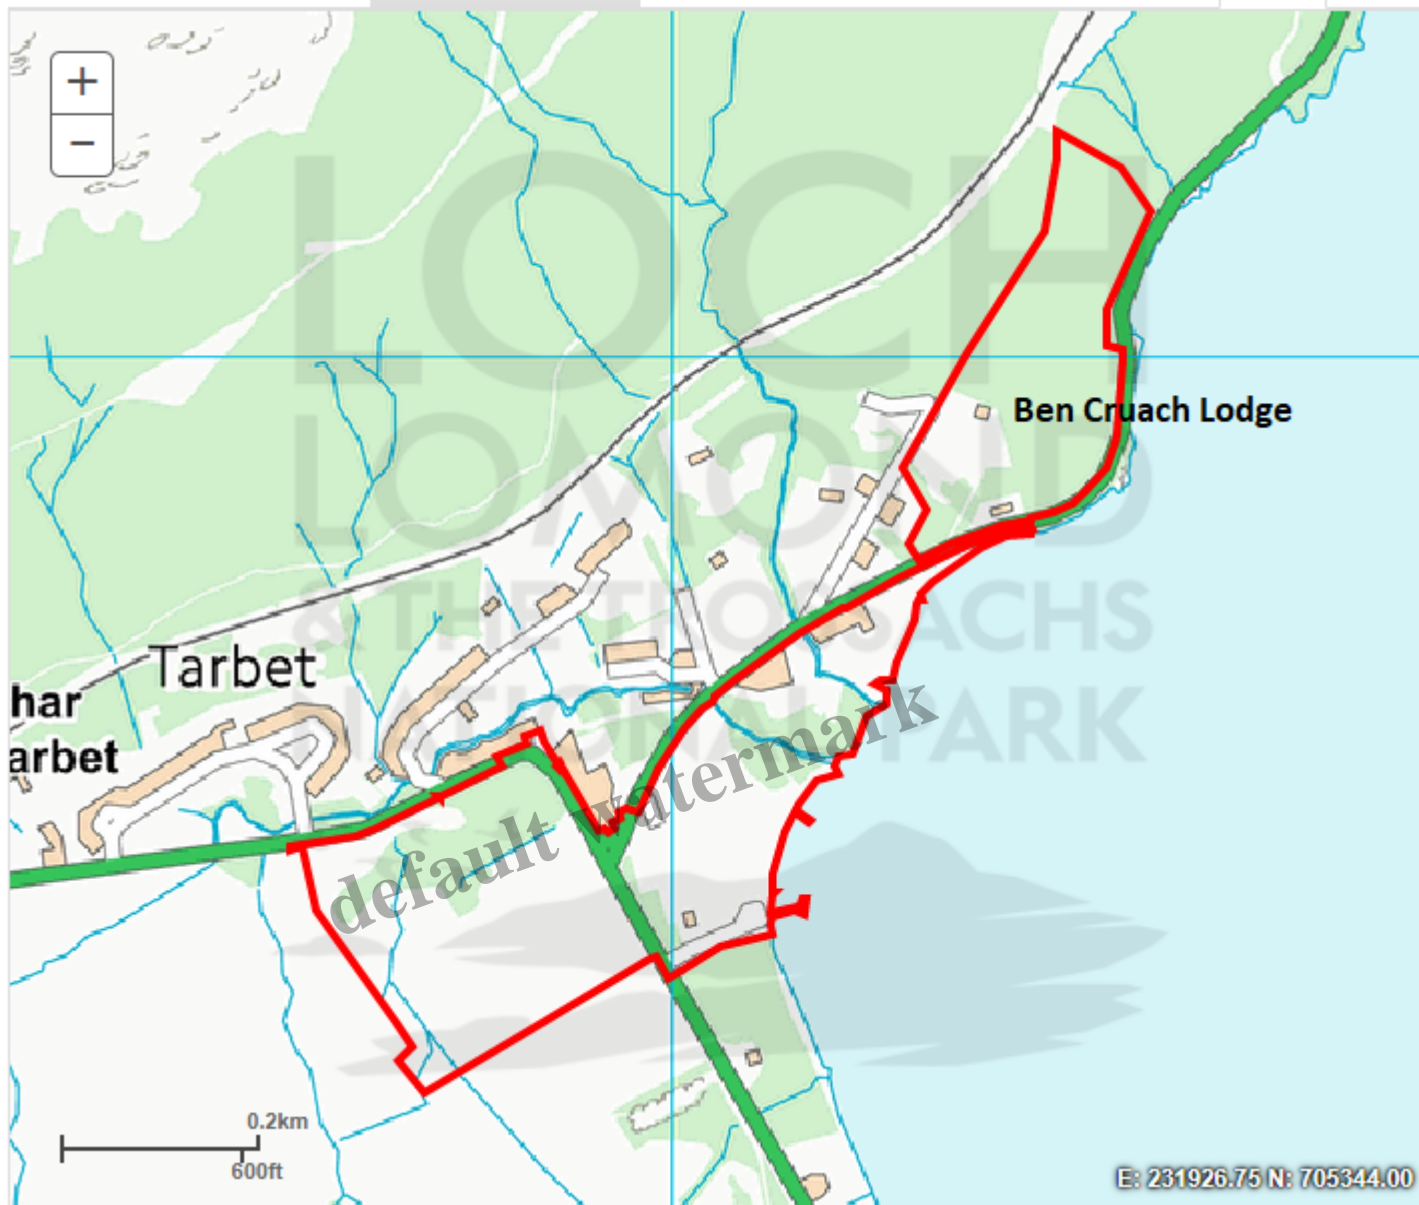 +
−
LOCH
LOMOND
& THE TROSSACHS
NATIONAL PARK
Ben Cruach Lodge
Tarbet
har
arbet
default watermark
0.2km
600ft
E: 231926.75 N: 705344.00